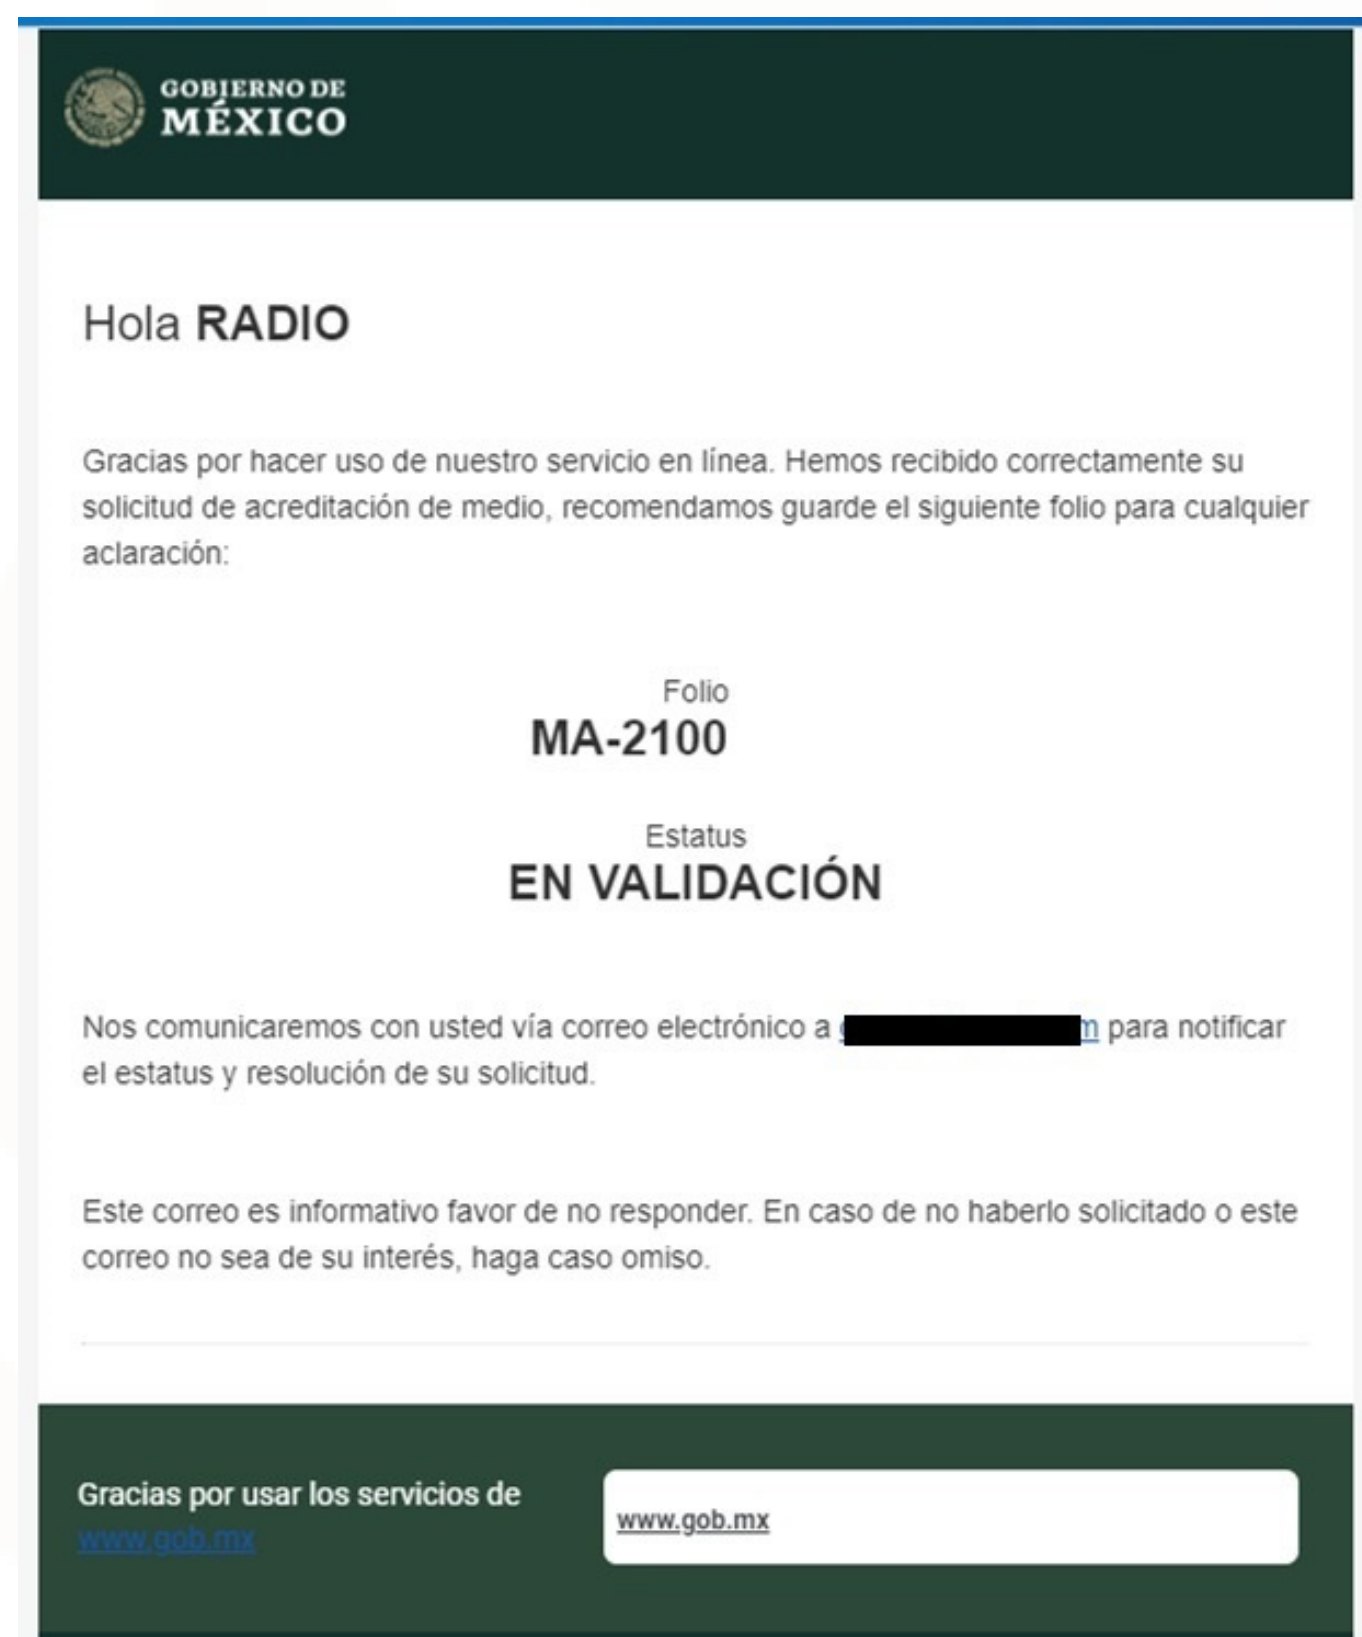 GOBIERNO DE
MÉXICO
Hola RADIO
Gracias por hacer uso de nuestro servicio en línea. Hemos recibido correctamente su
solicitud de acreditación de medio, recomendamos guarde el siguiente folio para cualquier
aclaración:
Folio
MA-2100
Estatus
EN VALIDACIÓN
Nos comunicaremos con usted vía correo electrónico a m para notificar
el estatus y resolución de su solicitud.
Este correo es informativo favor de no responder. En caso de no haberlo solicitado o este
correo no sea de su interés, haga caso omiso.
Gracias por usar los servicios de
www.gob.mx
www.gob.mx